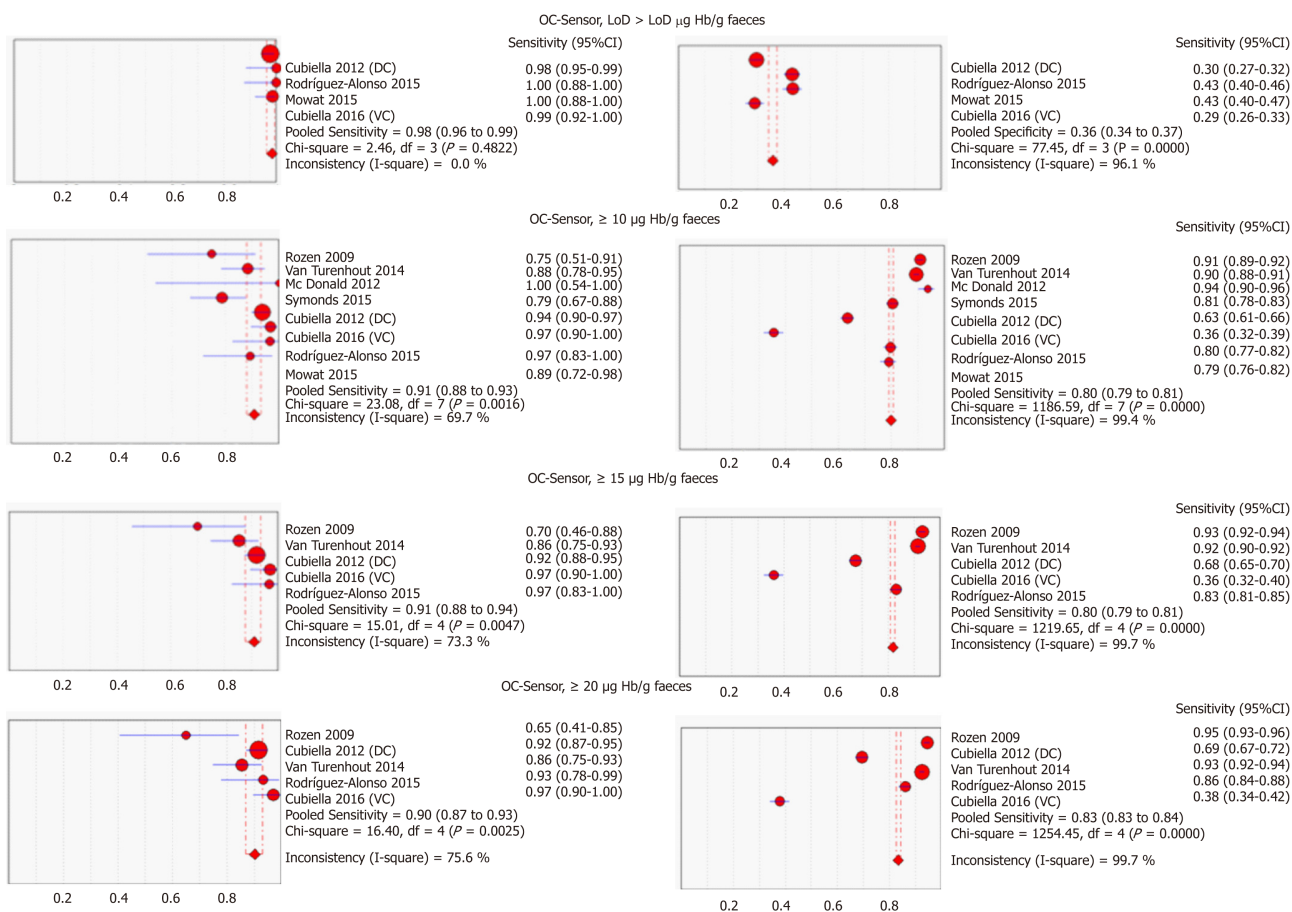 OC-Sensor, LoD > LoD µg Hb/g faeces
Sensitivity (95%CI)
Cubiella 2012 (DC) 0.98 (0.95-0.99)
Rodríguez-Alonso 2015 1.00 (0.88-1.00)
Mowat 2015 1.00 (0.88-1.00)
Cubiella 2016 (VC) 0.99 (0.92-1.00)
Pooled Sensitivity = 0.98 (0.96 to 0.99)
Chi-square = 2.46, df = 3 (P = 0.4822)
Inconsistency (I-square) = 0.0 %
0.2 0.4 0.6 0.8
Sensitivity (95%CI)
Cubiella 2012 (DC) 0.30 (0.27-0.32)
Rodríguez-Alonso 2015 0.43 (0.40-0.46)
Mowat 2015 0.43 (0.40-0.47)
Cubiella 2016 (VC) 0.29 (0.26-0.33)
Pooled Specificity = 0.36 (0.34 to 0.37)
Chi-square = 77.45, df = 3 (P = 0.0000)
Inconsistency (I-square) = 96.1 %
0.2 0.4 0.6 0.8
OC-Sensor, ≥ 10 µg Hb/g faeces
Rozen 2009 0.75 (0.51-0.91)
Van Turenhout 2014 0.88 (0.78-0.95)
Mc Donald 2012 1.00 (0.54-1.00)
Symonds 2015 0.79 (0.67-0.88)
Cubiella 2012 (DC) 0.94 (0.90-0.97)
Cubiella 2016 (VC) 0.97 (0.90-1.00)
Rodríguez-Alonso 2015 0.97 (0.83-1.00)
Mowat 2015 0.89 (0.72-0.98)
Pooled Sensitivity = 0.91 (0.88 to 0.93)
Chi-square = 23.08, df = 7 (P = 0.0016)
Inconsistency (I-square) = 69.7 %
0.2 0.4 0.6 0.8
Sensitivity (95%CI)
Rozen 2009 0.91 (0.89-0.92)
Van Turenhout 2014 0.90 (0.88-0.91)
Mc Donald 2012 0.94 (0.90-0.96)
Symonds 2015 0.81 (0.78-0.83)
Cubiella 2012 (DC) 0.63 (0.61-0.66)
Cubiella 2016 (VC) 0.36 (0.32-0.39)
Rodríguez-Alonso 2015 0.80 (0.77-0.82)
Mowat 2015 0.79 (0.76-0.82)
Pooled Sensitivity = 0.80 (0.79 to 0.81)
Chi-square = 1186.59, df = 7 (P = 0.0000)
Inconsistency (I-square) = 99.4 %
0.2 0.4 0.6 0.8
OC-Sensor, ≥ 15 µg Hb/g faeces
Rozen 2009 0.70 (0.46-0.88)
Van Turenhout 2014 0.86 (0.75-0.93)
Cubiella 2012 (DC) 0.92 (0.88-0.95)
Cubiella 2016 (VC) 0.97 (0.90-1.00)
Rodríguez-Alonso 2015 0.97 (0.83-1.00)
Pooled Sensitivity = 0.91 (0.88 to 0.94)
Chi-square = 15.01, df = 4 (P = 0.0047)
Inconsistency (I-square) = 73.3 %
0.2 0.4 0.6 0.8
Sensitivity (95%CI)
Rozen 2009 0.93 (0.92-0.94)
Van Turenhout 2014 0.92 (0.90-0.92)
Cubiella 2012 (DC) 0.68 (0.65-0.70)
Cubiella 2016 (VC) 0.36 (0.32-0.40)
Rodríguez-Alonso 2015 0.83 (0.81-0.85)
Pooled Sensitivity = 0.80 (0.79 to 0.81)
Chi-square = 1219.65, df = 4 (P = 0.0000)
Inconsistency (I-square) = 99.7 %
0.2 0.4 0.6 0.8
OC-Sensor, ≥ 20 µg Hb/g faeces
Rozen 2009 0.65 (0.41-0.85)
Cubiella 2012 (DC) 0.92 (0.87-0.95)
Van Turenhout 2014 0.86 (0.75-0.93)
Rodríguez-Alonso 2015 0.93 (0.78-0.99)
Cubiella 2016 (VC) 0.97 (0.90-1.00)
Pooled Sensitivity = 0.90 (0.87 to 0.93)
Chi-square = 16.40, df = 4 (P = 0.0025)
Inconsistency (I-square) = 75.6 %
0.2 0.4 0.6 0.8
Sensitivity (95%CI)
Rozen 2009 0.95 (0.93-0.96)
Cubiella 2012 (DC) 0.69 (0.67-0.72)
Van Turenhout 2014 0.93 (0.92-0.94)
Rodríguez-Alonso 2015 0.86 (0.84-0.88)
Cubiella 2016 (VC) 0.38 (0.34-0.42)
Pooled Sensitivity = 0.83 (0.83 to 0.84)
Chi-square = 1254.45, df = 4 (P = 0.0000)
Inconsistency (I-square) = 99.7 %
0.2 0.4 0.6 0.8